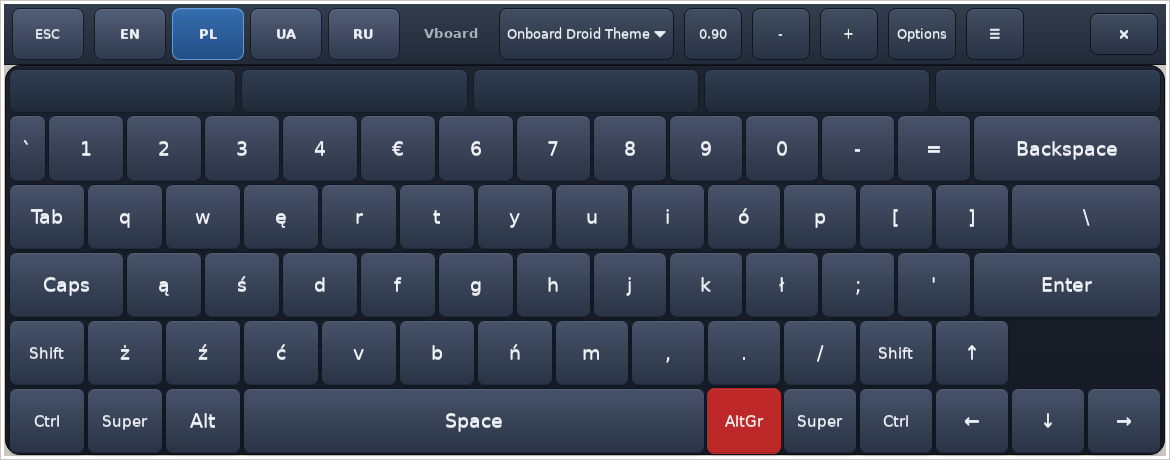 ESC EN PL UA RU Vboard Onboard Droid Theme 0.90 - + Options ☰ ×
` 1 2 3 4 € 6 7 8 9 0 - = Backspace
Tab q w ę r t y u i ó p [ ] \
Caps ą ś d f g h j k ł ; ' Enter
Shift ż ź ć v b ń m , . / Shift ↑
Ctrl Super Alt Space AltGr Super Ctrl ← ↓ →